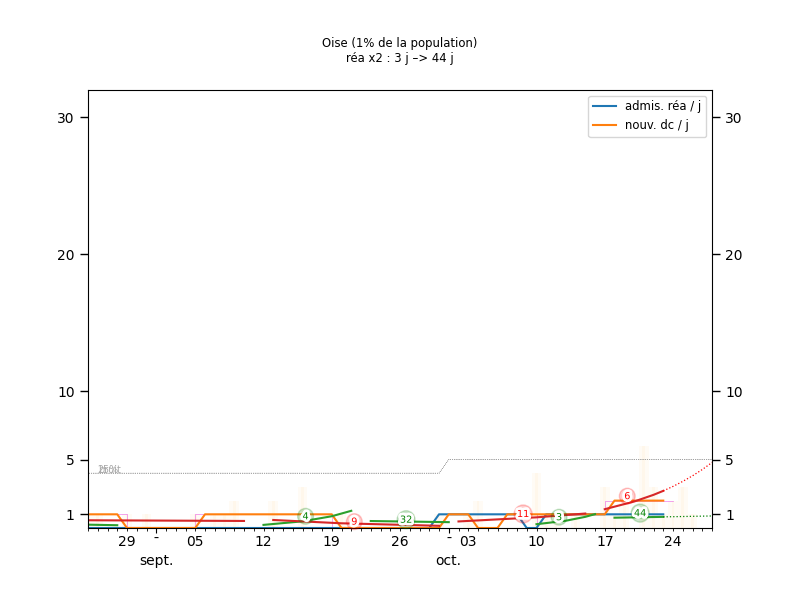 Oise (1% de la population)
réa x2 : 3 j –> 44 j
admis. réa / j
nouv. dc / j
30 30
20 20
10 10
5 5
1 1
4 9 32 11 3 6 44
29 - 05 12 19 26 - 03 10 17 24
sept. oct.